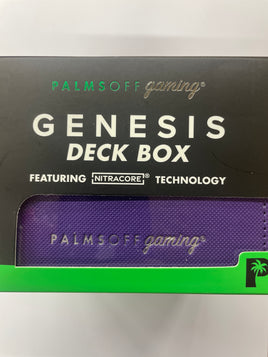 PALMSOFF gaming®
GENESIS
DECK BOX
FEATURING NITRACORE® TECHNOLOGY
PALMSOFF gaming®
P